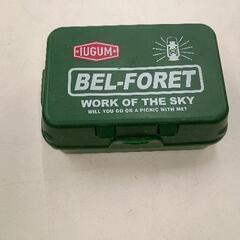 IUGUM
BEL-FORET
WORK OF THE SKY
WILL YOU GO ON A PICNIC WITH ME?